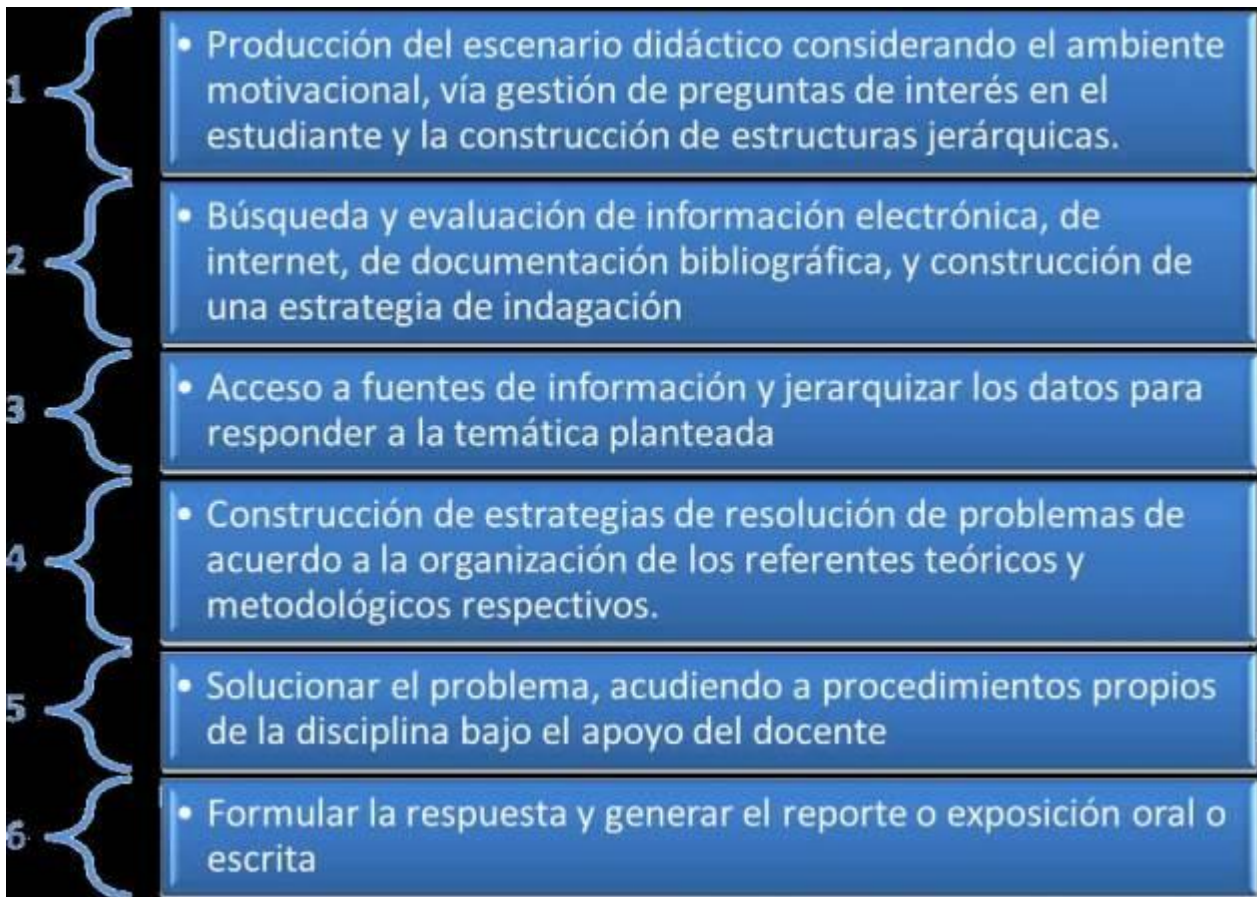 1
• Producción del escenario didáctico considerando el ambiente
motivacional, vía gestión de preguntas de interés en el
estudiante y la construcción de estructuras jerárquicas.
2
• Búsqueda y evaluación de información electrónica, de
internet, de documentación bibliográfica, y construcción de
una estrategia de indagación
3
• Acceso a fuentes de información y jerarquizar los datos para
responder a la temática planteada
4
• Construcción de estrategias de resolución de problemas de
acuerdo a la organización de los referentes teóricos y
metodológicos respectivos.
5
• Solucionar el problema, acudiendo a procedimientos propios
de la disciplina bajo el apoyo del docente
6
• Formular la respuesta y generar el reporte o exposición oral o
escrita